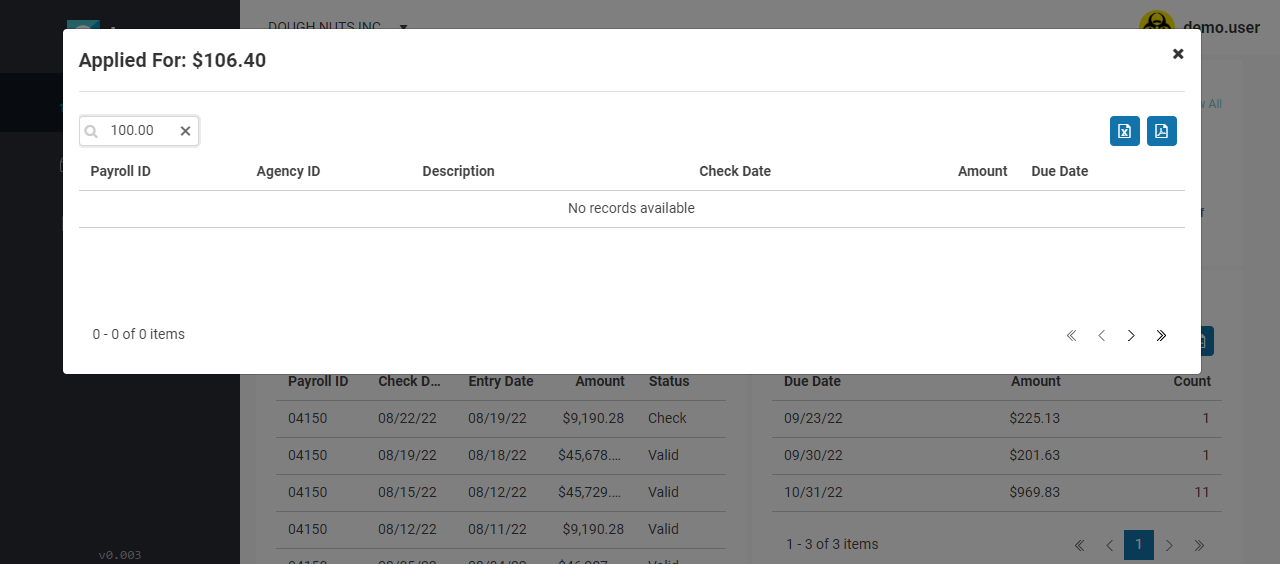 DOUGH NUTS INC
demo.user
Applied For: $106.40
All
100.00
Payroll ID Agency ID Description Check Date Amount Due Date
No records available
0 - 0 of 0 items
Payroll ID Check D... Entry Date Amount Status
04150 08/22/22 08/19/22 $9,190.28 Check
04150 08/19/22 08/18/22 $45,678.... Valid
04150 08/15/22 08/12/22 $45,729.... Valid
04150 08/12/22 08/11/22 $9,190.28 Valid
Due Date Amount Count
09/23/22 $225.13 1
09/30/22 $201.63 1
10/31/22 $969.83 11
1 - 3 of 3 items
1
v0.003